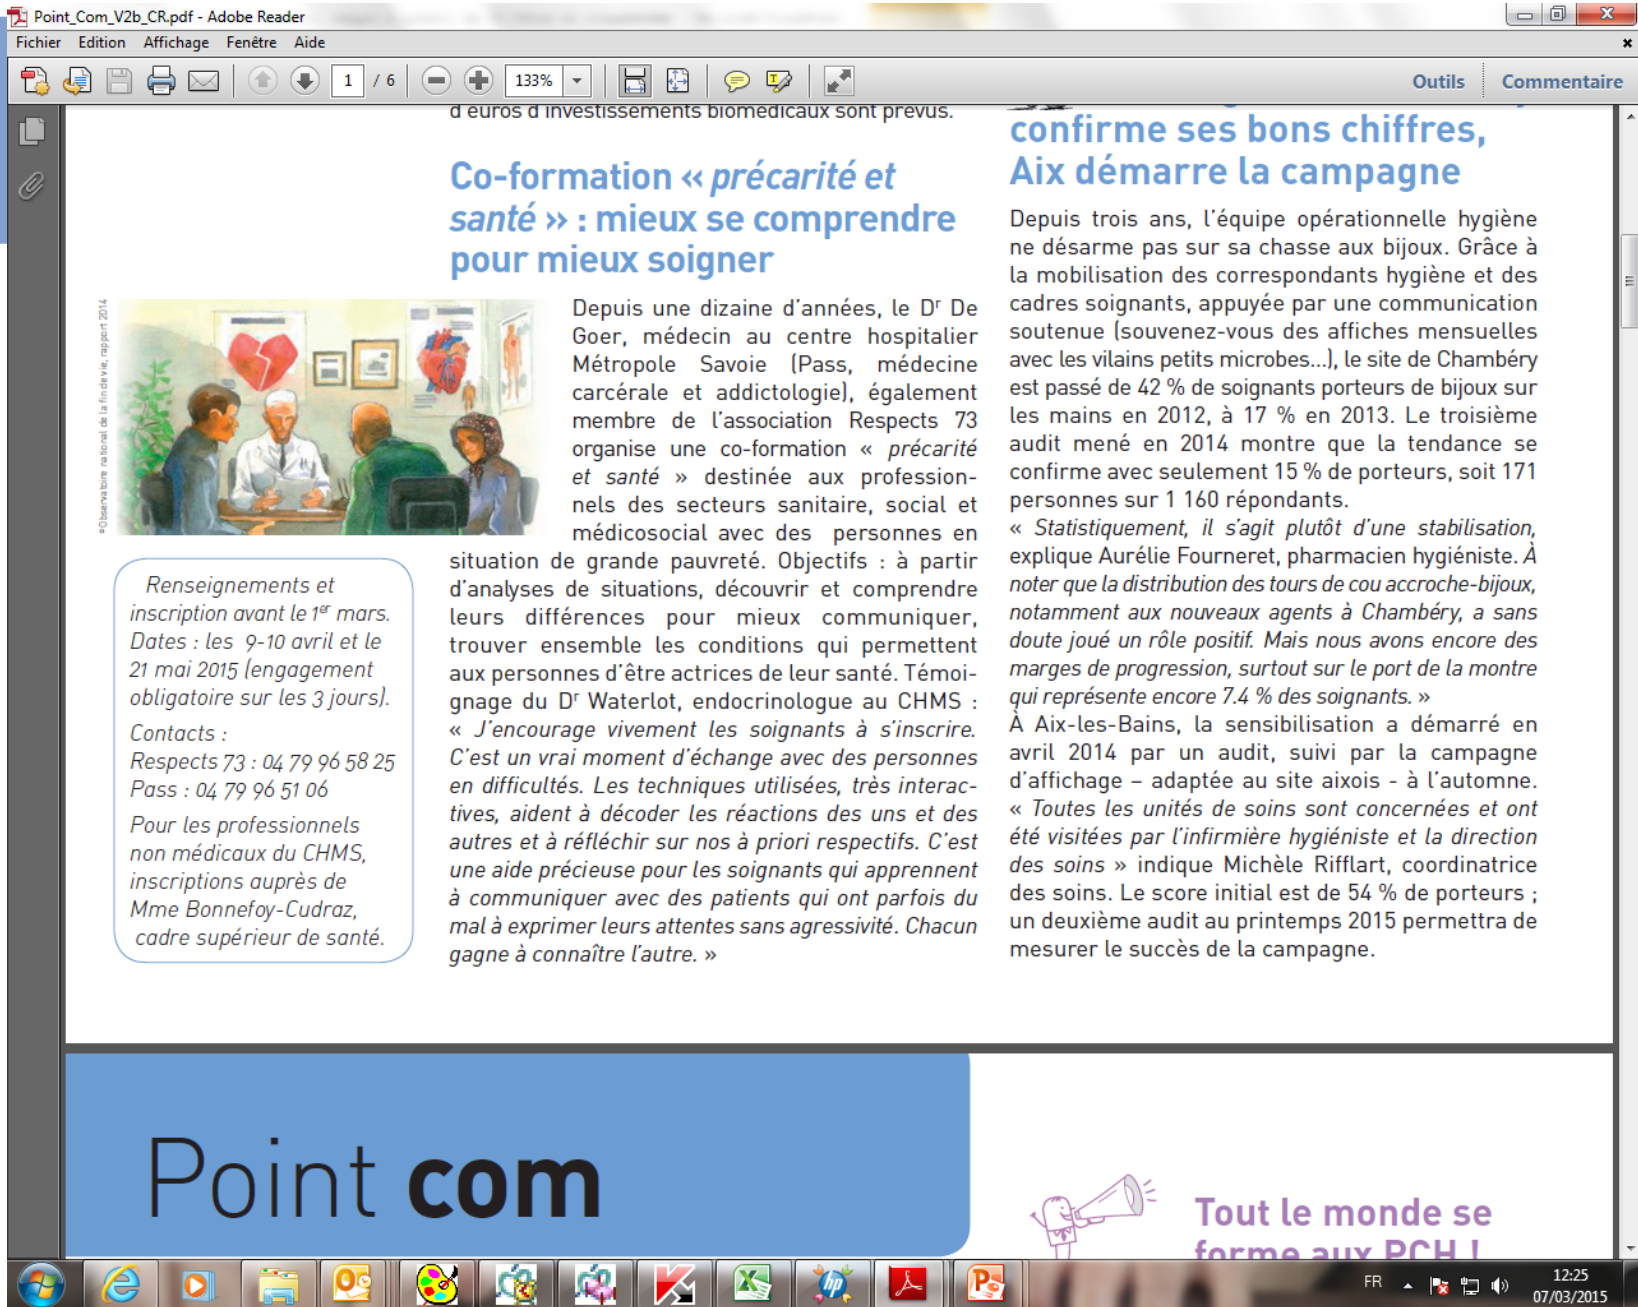 Point_Com_V2b_CR.pdf - Adobe Reader
Fichier Edition Affichage Fenêtre Aide
1 / 6 133% Outils Commentaire
d'euros d'investissements biomédicaux sont prévus.
Co-formation « précarité et
santé » : mieux se comprendre
pour mieux soigner
©Observatoire national de la fin de vie, rapport 2014
Depuis une dizaine d'années, le Dr De
Goer, médecin au centre hospitalier
Métropole Savoie (Pass, médecine
carcérale et addictologie), également
membre de l'association Respects 73
organise une co-formation « précarité
et santé » destinée aux profession-
nels des secteurs sanitaire, social et
médicosocial avec des personnes en
situation de grande pauvreté. Objectifs : à partir
d'analyses de situations, découvrir et comprendre
leurs différences pour mieux communiquer,
trouver ensemble les conditions qui permettent
aux personnes d'être actrices de leur santé. Témoi-
gnage du Dr Waterlot, endocrinologue au CHMS :
« J'encourage vivement les soignants à s'inscrire.
C'est un vrai moment d'échange avec des personnes
en difficultés. Les techniques utilisées, très interac-
tives, aident à décoder les réactions des uns et des
autres et à réfléchir sur nos à priori respectifs. C'est
une aide précieuse pour les soignants qui apprennent
à communiquer avec des patients qui ont parfois du
mal à exprimer leurs attentes sans agressivité. Chacun
gagne à connaître l'autre. »
Renseignements et
inscription avant le 1er mars.
Dates : les 9-10 avril et le
21 mai 2015 (engagement
obligatoire sur les 3 jours).
Contacts :
Respects 73 : 04 79 96 58 25
Pass : 04 79 96 51 06
Pour les professionnels
non médicaux du CHMS,
inscriptions auprès de
Mme Bonnefoy-Cudraz,
cadre supérieur de santé.
confirme ses bons chiffres,
Aix démarre la campagne
Depuis trois ans, l'équipe opérationnelle hygiène
ne désarme pas sur sa chasse aux bijoux. Grâce à
la mobilisation des correspondants hygiène et des
cadres soignants, appuyée par une communication
soutenue (souvenez-vous des affiches mensuelles
avec les vilains petits microbes...), le site de Chambéry
est passé de 42 % de soignants porteurs de bijoux sur
les mains en 2012, à 17 % en 2013. Le troisième
audit mené en 2014 montre que la tendance se
confirme avec seulement 15 % de porteurs, soit 171
personnes sur 1 160 répondants.
« Statistiquement, il s'agit plutôt d'une stabilisation,
explique Aurélie Fourneret, pharmacien hygiéniste. À
noter que la distribution des tours de cou accroche-bijoux,
notamment aux nouveaux agents à Chambéry, a sans
doute joué un rôle positif. Mais nous avons encore des
marges de progression, surtout sur le port de la montre
qui représente encore 7.4 % des soignants. »
À Aix-les-Bains, la sensibilisation a démarré en
avril 2014 par un audit, suivi par la campagne
d'affichage – adaptée au site aixois - à l'automne.
« Toutes les unités de soins sont concernées et ont
été visitées par l'infirmière hygiéniste et la direction
des soins » indique Michèle Rifflart, coordinatrice
des soins. Le score initial est de 54 % de porteurs ;
un deuxième audit au printemps 2015 permettra de
mesurer le succès de la campagne.
Point com
Tout le monde se
forme aux PCH !
FR
12:25
07/03/2015